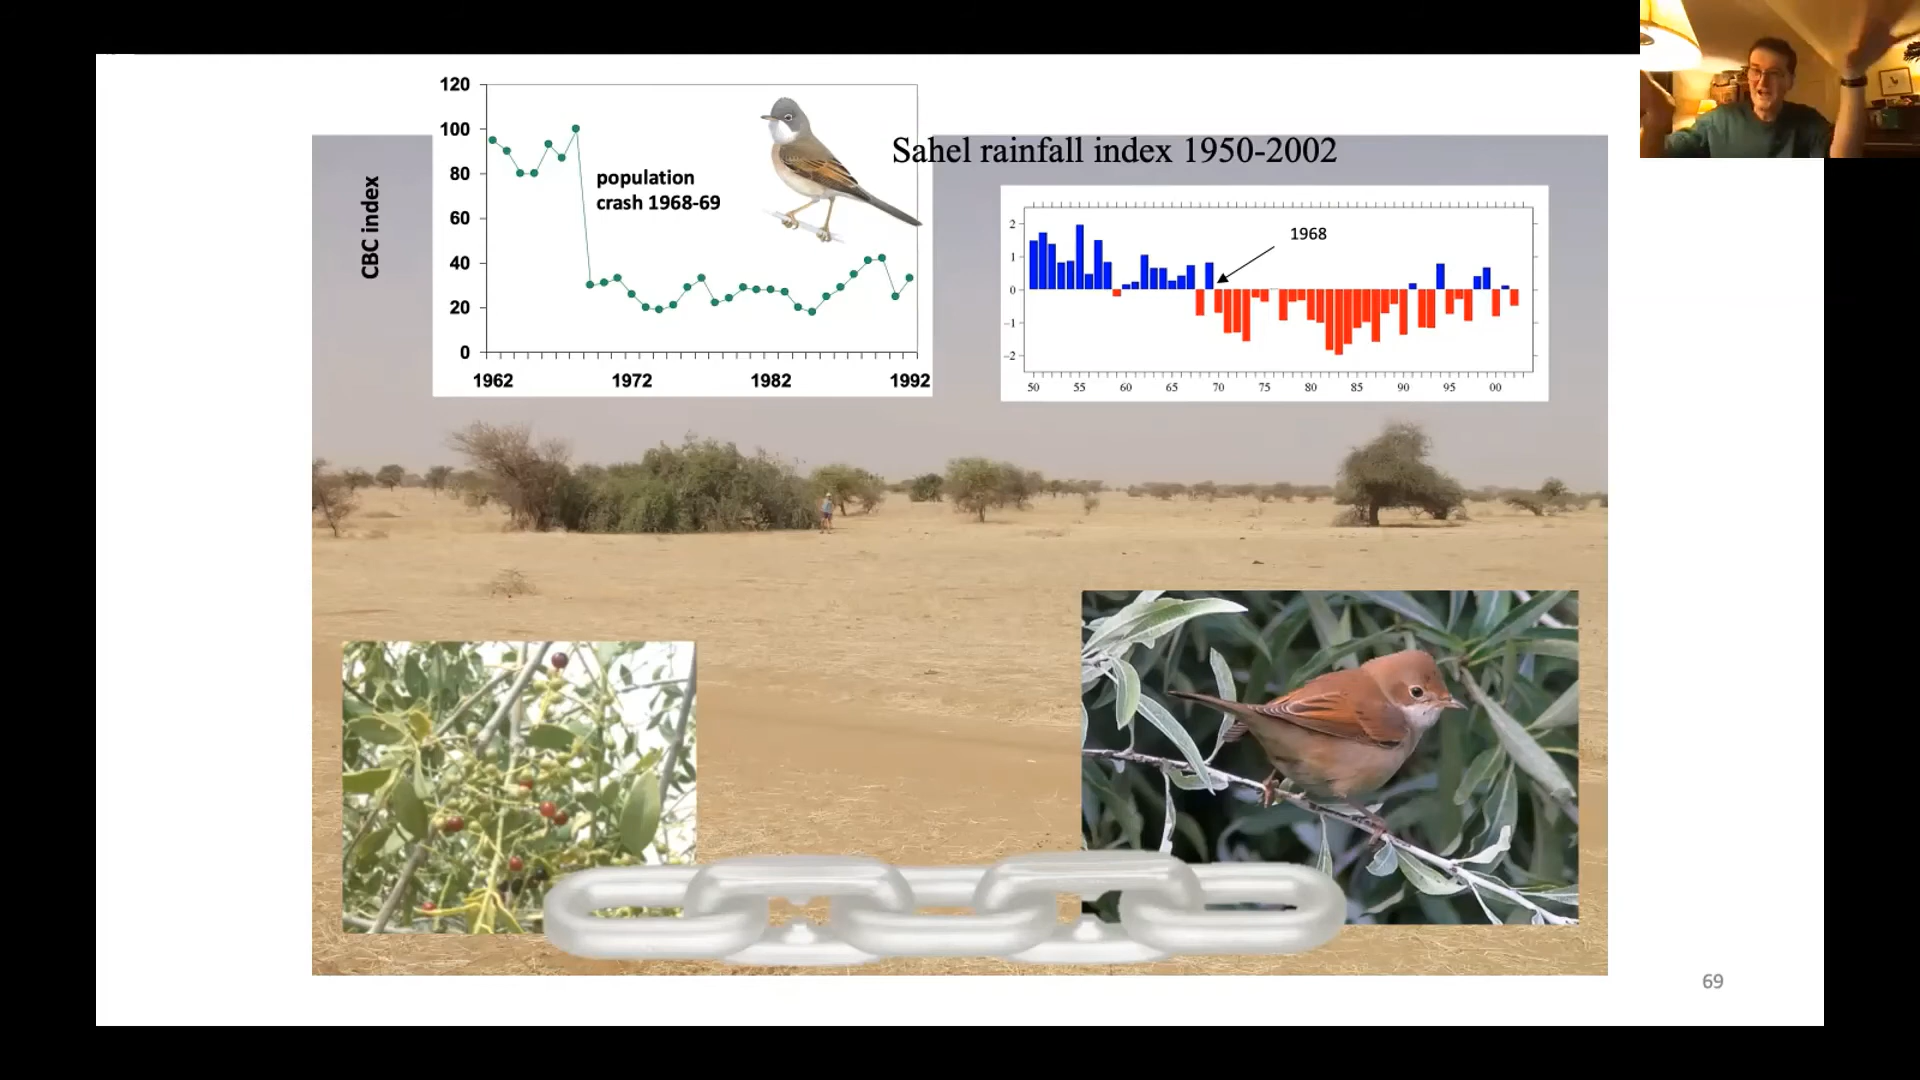 120
100
80
60
40
20
0
CBC index
population
crash 1968-69
1962 1972 1982 1992
Sahel rainfall index 1950-2002
2
1
0
-1
-2
1968
50 55 60 65 70 75 80 85 90 95 00
69